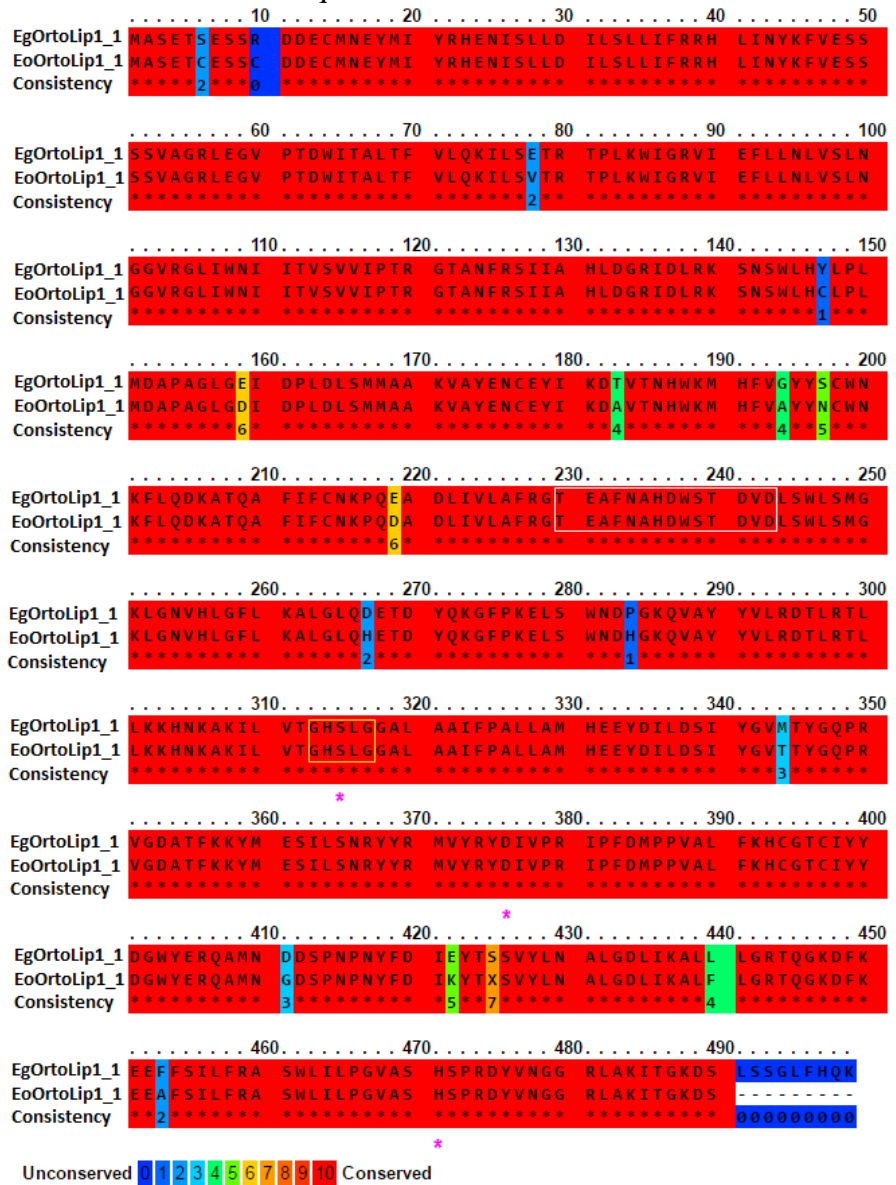 . . . . . . . . . 10 . . . . . . . . . 20 . . . . . . . . . 30 . . . . . . . . . 40 . . . . . . . . . 50
EgOrtoLip1_1 MASETSESSR DDECMNEYMI YRHENISLLD ILSLLIFRRH LINYKFVESS
EoOrtoLip1_1 MASETCESSC DDECMNEYMI YRHENISLLD ILSLLIFRRH LINYKFVESS
Consistency *****2***0 ********** ********** ********** **********
. . . . . . . . . 60 . . . . . . . . . 70 . . . . . . . . . 80 . . . . . . . . . 90 . . . . . . . . . 100
EgOrtoLip1_1 SSVAGRLEGV PTDWITALTF VLQKILSETR TPLKWIGRVI EFLLNLVSLN
EoOrtoLip1_1 SSVAGRLEGV PTDWITALTF VLQKILSVTR TPLKWIGRVI EFLLNLVSLN
Consistency ********** ********** *******2** ********** **********
. . . . . . . . . 110 . . . . . . . . . 120 . . . . . . . . . 130 . . . . . . . . . 140 . . . . . . . . . 150
EgOrtoLip1_1 GGVRGLIWNI ITVSVVIPTR GTANFRSIIA HLDGRIDLRK SNSWLHYLPL
EoOrtoLip1_1 GGVRGLIWNI ITVSVVIPTR GTANFRSIIA HLDGRIDLRK SNSWLHCLPL
Consistency ********** ********** ********** ********** ******1***
. . . . . . . . . 160 . . . . . . . . . 170 . . . . . . . . . 180 . . . . . . . . . 190 . . . . . . . . . 200
EgOrtoLip1_1 MDAPAGLGEI DPLDLSMMAA KVAYENCEYI KDTVTNHWKM HFVGYYSCWN
EoOrtoLip1_1 MDAPAGLGDI DPLDLSMMAA KVAYENCEYI KDAVTNHWKM HFVAYYNCWN
Consistency ********6* ********** ********** **4******* ***4**5***
. . . . . . . . . 210 . . . . . . . . . 220 . . . . . . . . . 230 . . . . . . . . . 240 . . . . . . . . . 250
EgOrtoLip1_1 KFLQDKATQA FIFCNKPQEA DLIVLAFRGT EAFNAHDWST DVDLSWLSMG
EoOrtoLip1_1 KFLQDKATQA FIFCNKPQDA DLIVLAFRGT EAFNAHDWST DVDLSWLSMG
Consistency ********** ********6* ********** ********** **********
. . . . . . . . . 260 . . . . . . . . . 270 . . . . . . . . . 280 . . . . . . . . . 290 . . . . . . . . . 300
EgOrtoLip1_1 KLGNVHLGFL KALGLQDETD YQKGFPKELS WNDPGKQVAY YVLRDTLRTL
EoOrtoLip1_1 KLGNVHLGFL KALGLQHETD YQKGFPKELS WNDHGKQVAY YVLRDTLRTL
Consistency ********** ******2*** ********** ***1****** **********
. . . . . . . . . 310 . . . . . . . . . 320 . . . . . . . . . 330 . . . . . . . . . 340 . . . . . . . . . 350
EgOrtoLip1_1 LKKHNKAKIL VTGHSLGGAL AAIFPALLAM HEEYDILDSI YGVMTYGQPR
EoOrtoLip1_1 LKKHNKAKIL VTGHSLGGAL AAIFPALLAM HEEYDILDSI YGVTTYGQPR
Consistency ********** ********** ********** ********** ***3******
*
. . . . . . . . . 360 . . . . . . . . . 370 . . . . . . . . . 380 . . . . . . . . . 390 . . . . . . . . . 400
EgOrtoLip1_1 VGDATFKKYM ESILSNRYYR MVYRYDIVPR IPFDMPPVAL FKHCGTCIYY
EoOrtoLip1_1 VGDATFKKYM ESILSNRYYR MVYRYDIVPR IPFDMPPVAL FKHCGTCIYY
Consistency ********** ********** ********** ********** **********
*
. . . . . . . . . 410 . . . . . . . . . 420 . . . . . . . . . 430 . . . . . . . . . 440 . . . . . . . . . 450
EgOrtoLip1_1 DGWYERQAMN DDSPNPNYFD IEYTSSVYLN ALGDLIKALL LGRTQGKDFK
EoOrtoLip1_1 DGWYERQAMN GDSPNPNYFD IKYTXSVYLN ALGDLIKALF LGRTQGKDFK
Consistency ********** 3********* *5**7***** *********4 **********
. . . . . . . . . 460 . . . . . . . . . 470 . . . . . . . . . 480 . . . . . . . . . 490 . . . . . . . .
EgOrtoLip1_1 EEFFSILFRA SWLILPGVAS HSPRDYVNGG RLAKITGKDS LSSGLFHQK
EoOrtoLip1_1 EEAFSILFRA SWLILPGVAS HSPRDYVNGG RLAKITGKDS ---------
Consistency **2******* ********** ********** ********** 000000000
*
Unconserved 0 1 2 3 4 5 6 7 8 9 10 Conserved